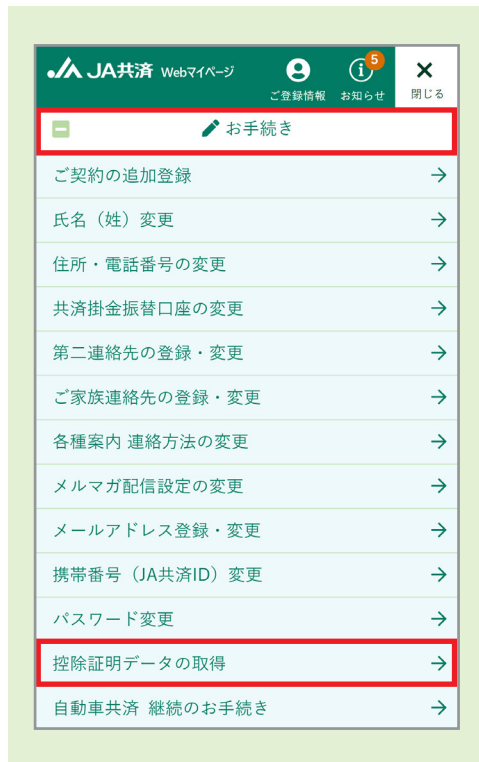 JA共済 Webマイページ
ご登録情報
5
お知らせ
閉じる
お手続き
ご契約の追加登録
氏名（姓）変更
住所・電話番号の変更
共済掛金振替口座の変更
第二連絡先の登録・変更
ご家族連絡先の登録・変更
各種案内 連絡方法の変更
メルマガ配信設定の変更
メールアドレス登録・変更
携帯番号（JA共済ID）変更
パスワード変更
控除証明データの取得
自動車共済 継続のお手続き